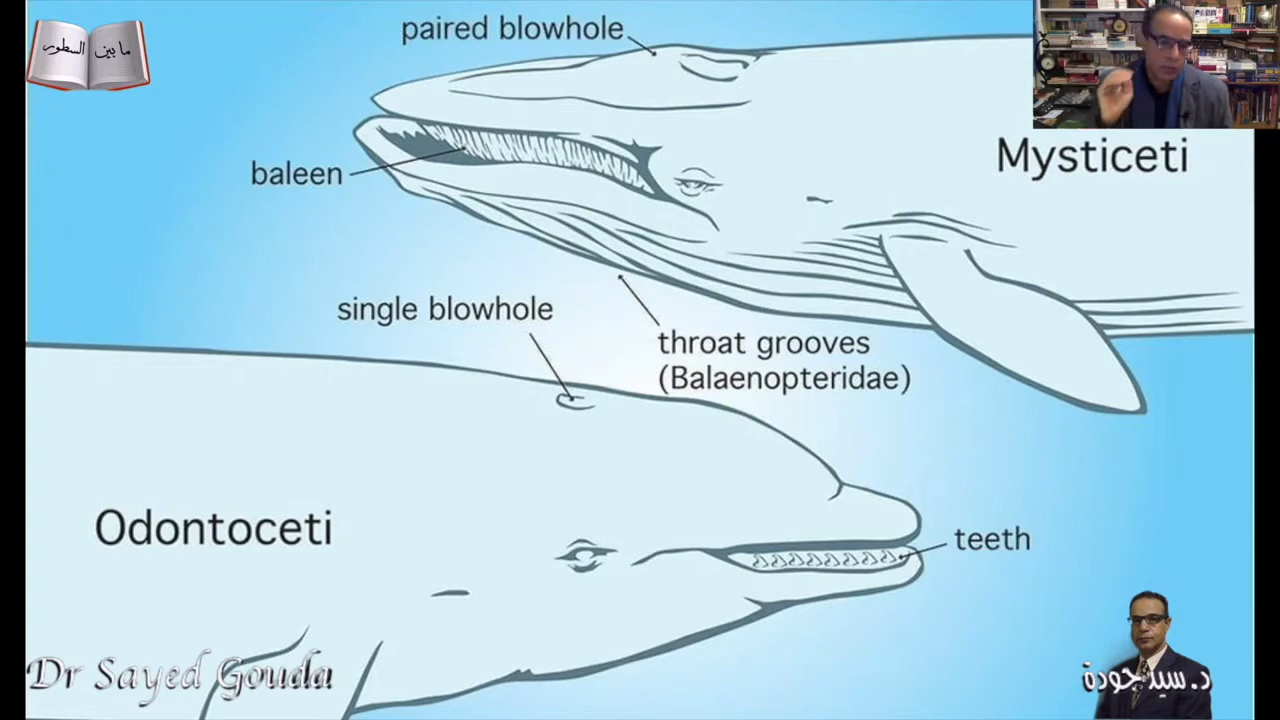 ما بين السطور
paired blowhole
Mysticeti
baleen
single blowhole
throat grooves
(Balaenopteridae)
Odontoceti
teeth
Dr Sayed Gouda
د. سيد جودة